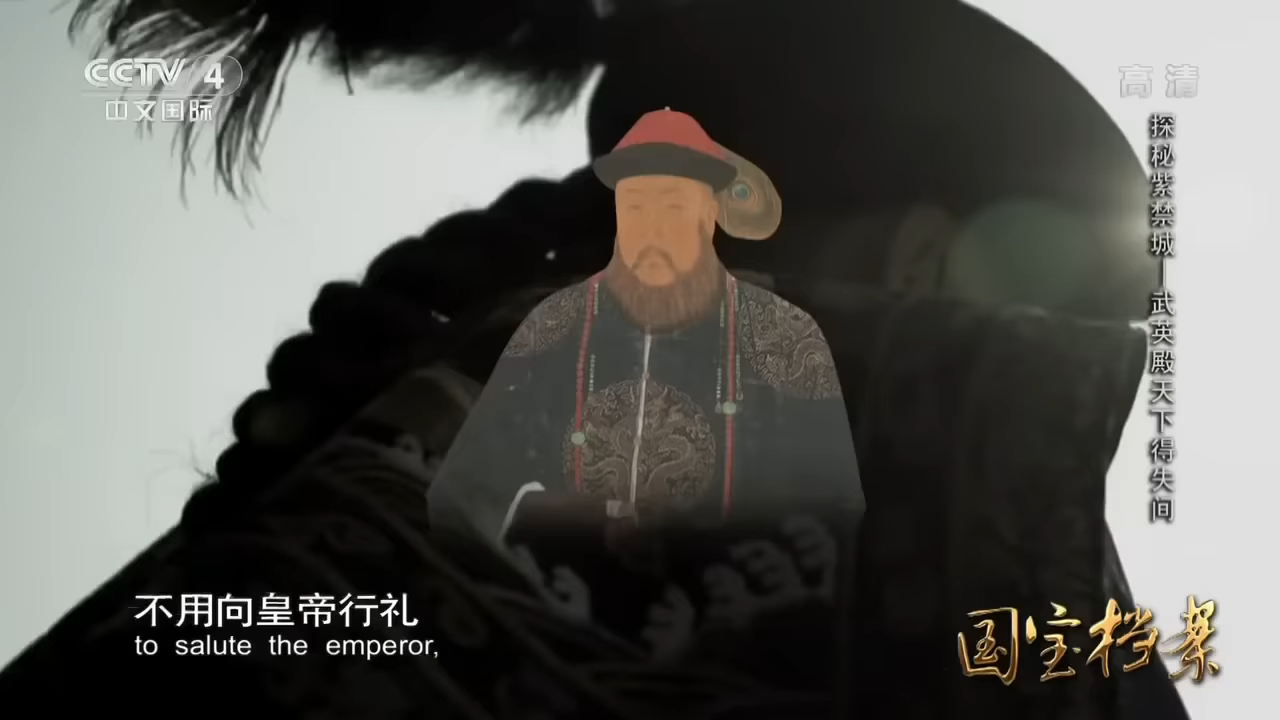 CCTV 4
中文国际
高清
探秘紫禁城—武英殿天下得失间
不用向皇帝行礼
to salute the emperor,
国宝档案